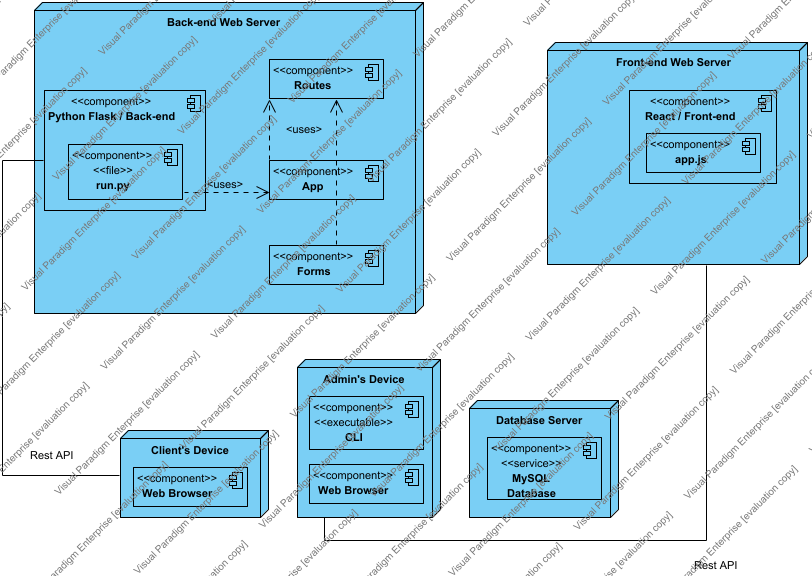 Back-end Web Server
<<component>>
Routes
<<component>>
Python Flask / Back-end
<<component>>
<<file>>
run.py
<uses>
<uses>
<<component>>
App
<<component>>
Forms
Front-end Web Server
<<component>>
React / Front-end
<<component>>
app.js
Admin's Device
<<component>>
<<executable>>
CLI
<<component>>
Web Browser
Database Server
<<component>>
<<service>>
MySQL
Database
Client's Device
<<component>>
Web Browser
Rest API
Rest API
Visual Paradigm Enterprise [evaluation copy]